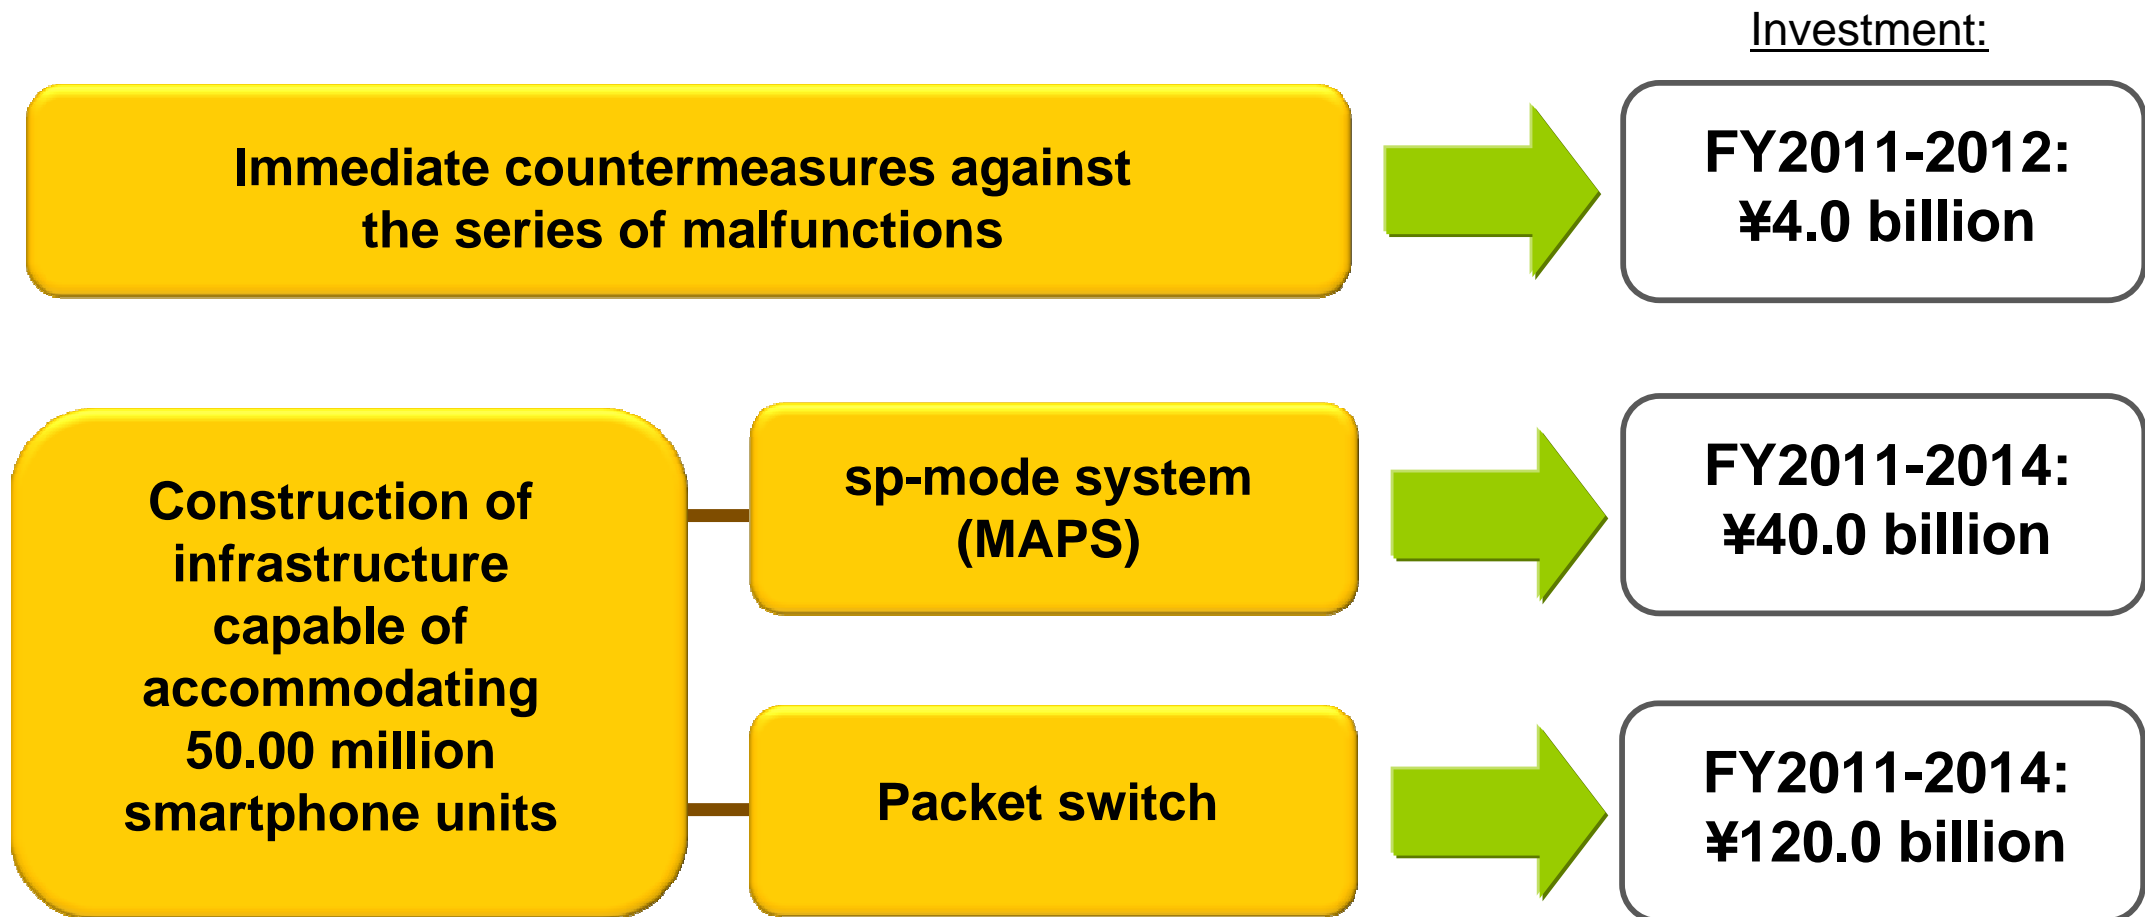 Investment:
Immediate countermeasures against
the series of malfunctions
FY2011-2012:
¥4.0 billion
Construction of
infrastructure
capable of
accommodating
50.00 million
smartphone units
sp-mode system
(MAPS)
FY2011-2014:
¥40.0 billion
Packet switch
FY2011-2014:
¥120.0 billion